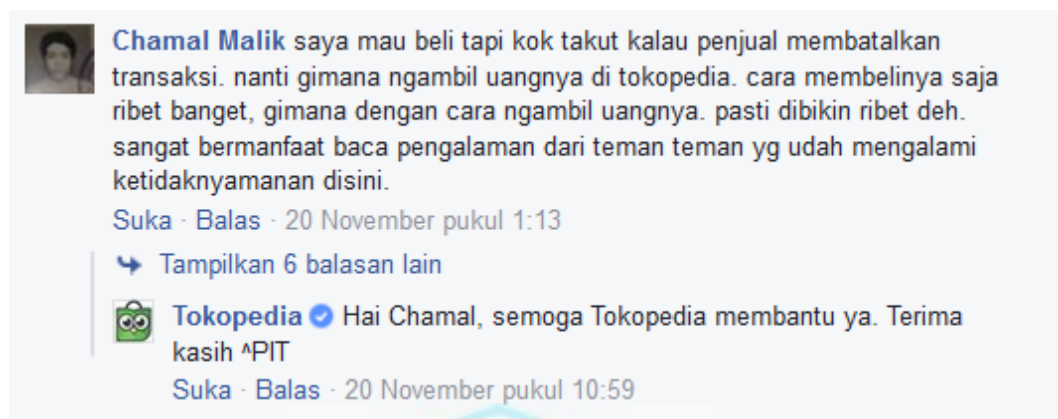 Chamal Malik saya mau beli tapi kok takut kalau penjual membatalkan
transaksi. nanti gimana ngambil uangnya di tokopedia. cara membelinya saja
ribet banget, gimana dengan cara ngambil uangnya. pasti dibikin ribet deh.
sangat bermanfaat baca pengalaman dari teman teman yg udah mengalami
ketidaknyamanan disini.
Suka · Balas · 20 November pukul 1:13
Tampilkan 6 balasan lain
Tokopedia Hai Chamal, semoga Tokopedia membantu ya. Terima
kasih ^PIT
Suka · Balas · 20 November pukul 10:59